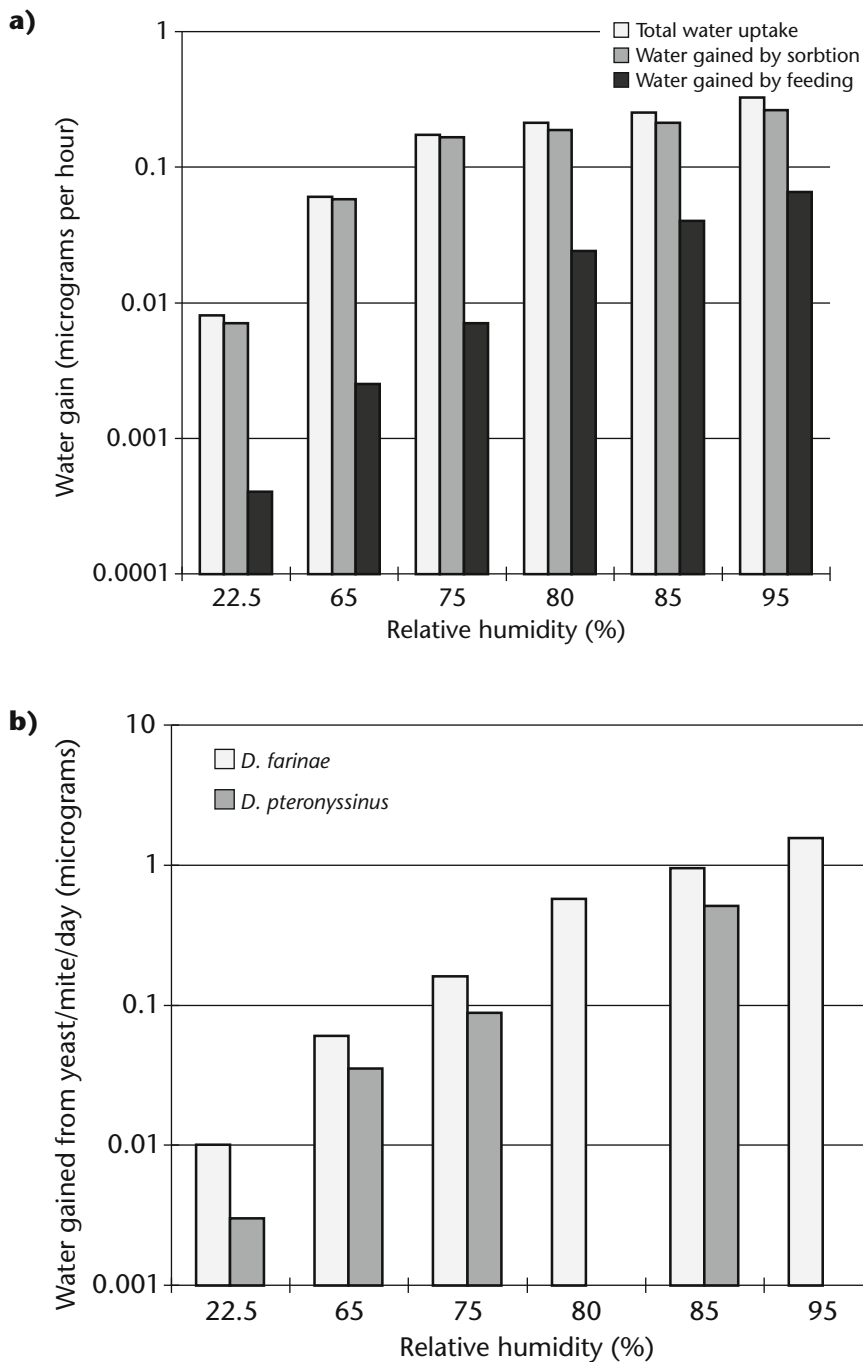 a)
Water gain (micrograms per hour)
1
0.1
0.01
0.001
0.0001
Total water uptake
Water gained by sorbtion
Water gained by feeding
22.5 65 75 80 85 95
Relative humidity (%)
b)
Water gained from yeast/mite/day (micrograms)
10
1
0.1
0.01
0.001
D. farinae
D. pteronyssinus
22.5 65 75 80 85 95
Relative humidity (%)